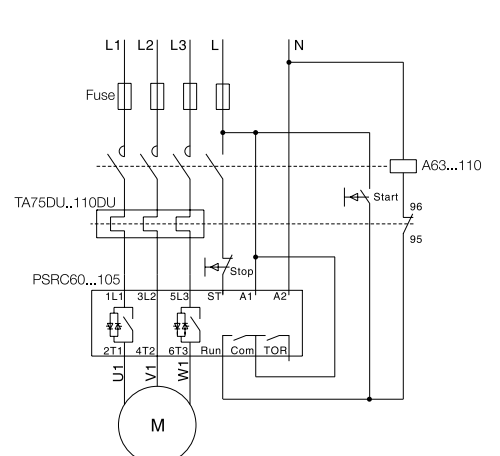 L1 L2 L3 L N
Fuse
A63...110
Start
TA75DU..110DU
96
95
Stop
PSRC60...105
1L1 3L2 5L3 ST A1 A2
2T1 4T2 6T3 Run Com TOR
U1 V1 W1
M